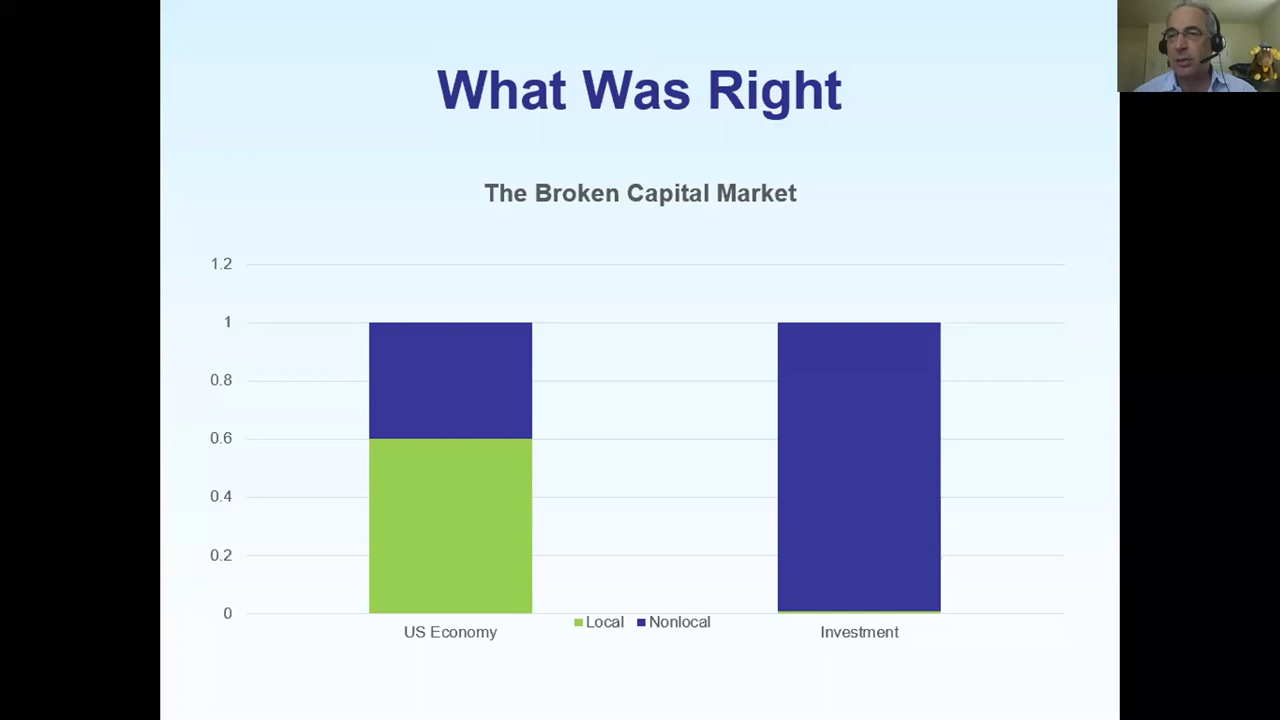 What Was Right
The Broken Capital Market
1.2
1
0.8
0.6
0.4
0.2
0
US Economy
Local
Nonlocal
Investment